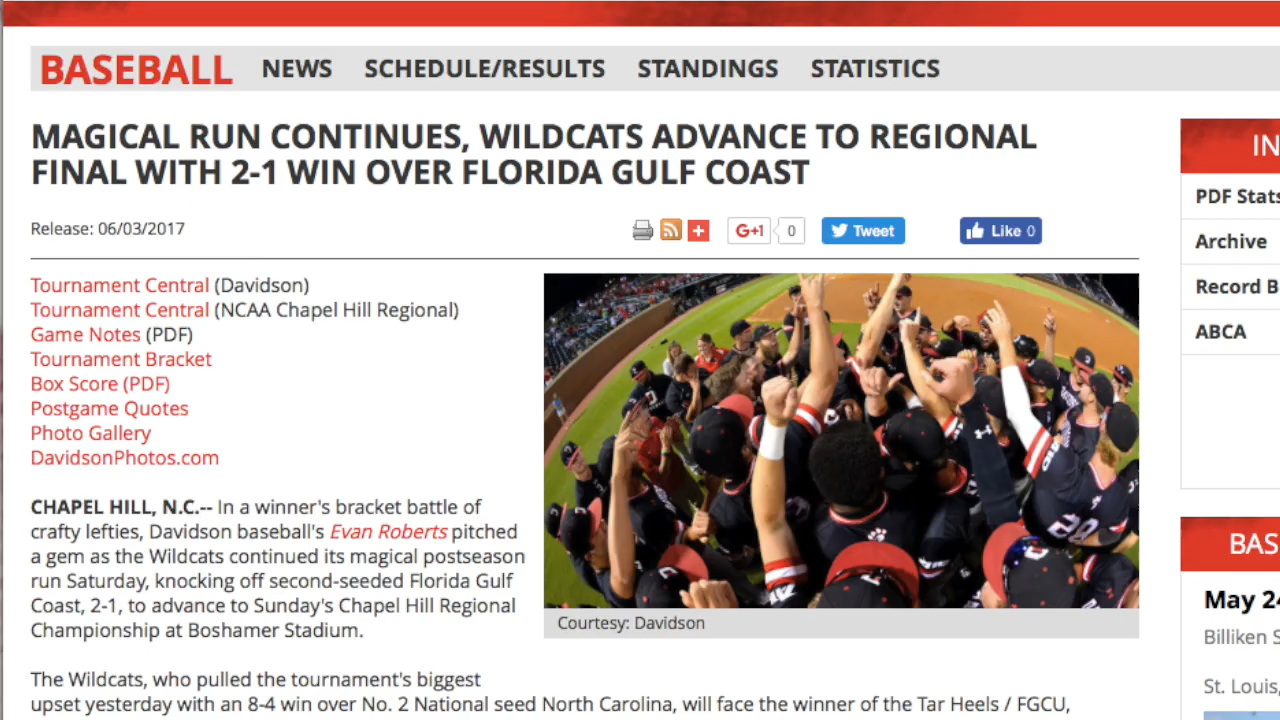 BASEBALL NEWS SCHEDULE/RESULTS STANDINGS STATISTICS
MAGICAL RUN CONTINUES, WILDCATS ADVANCE TO REGIONAL
FINAL WITH 2-1 WIN OVER FLORIDA GULF COAST
Release: 06/03/2017
G+1 0 Tweet Like 0
Tournament Central (Davidson)
Tournament Central (NCAA Chapel Hill Regional)
Game Notes (PDF)
Tournament Bracket
Box Score (PDF)
Postgame Quotes
Photo Gallery
DavidsonPhotos.com
CHAPEL HILL, N.C.-- In a winner's bracket battle of
crafty lefties, Davidson baseball's Evan Roberts pitched
a gem as the Wildcats continued its magical postseason
run Saturday, knocking off second-seeded Florida Gulf
Coast, 2-1, to advance to Sunday's Chapel Hill Regional
Championship at Boshamer Stadium.
28
Courtesy: Davidson
The Wildcats, who pulled the tournament's biggest
upset yesterday with an 8-4 win over No. 2 National seed North Carolina, will face the winner of the Tar Heels / FGCU,
IN
PDF Stats
Archive
Record B
ABCA
BAS
May 24
Billiken S
St. Louis,